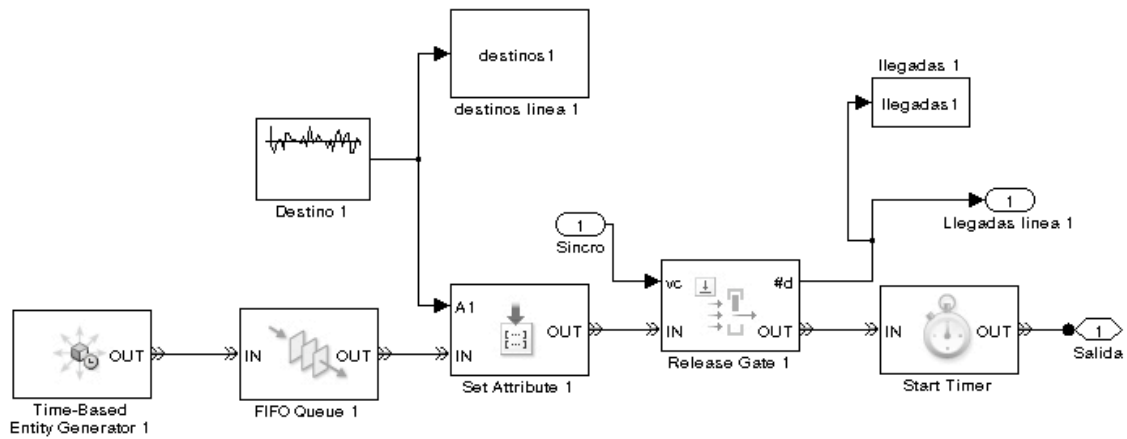 destinos1
destinos linea 1
llegadas 1
llegadas1
Destino 1
1
Sincro
1
Llegadas linea 1
vc
#d
IN
OUT
Release Gate 1
A1
IN
OUT
[:::]
Set Attribute 1
OUT
Time-Based
Entity Generator 1
IN
OUT
FIFO Queue 1
IN
OUT
Start Timer
1
Salida